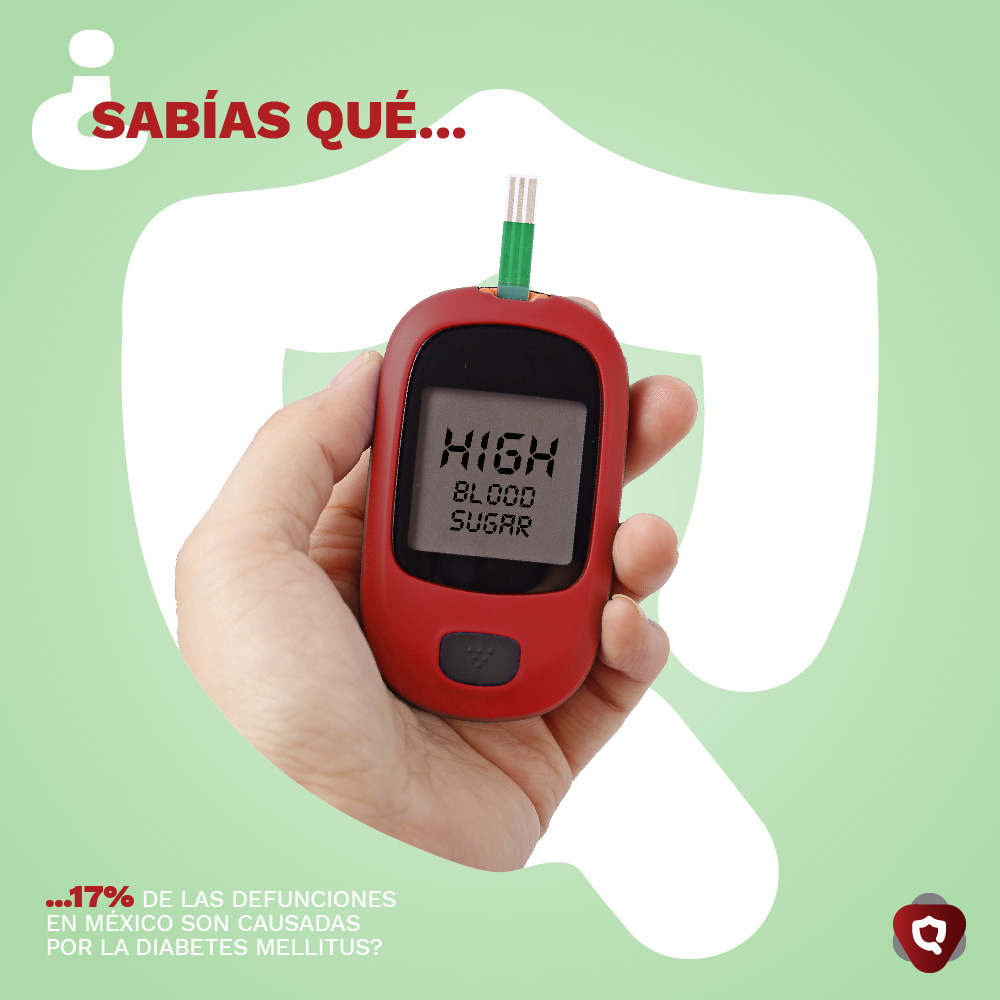 ¿SABÍAS QUÉ...
HIGH
BLOOD
SUGAR
...17% DE LAS DEFUNCIONES
EN MÉXICO SON CAUSADAS
POR LA DIABETES MELLITUS?